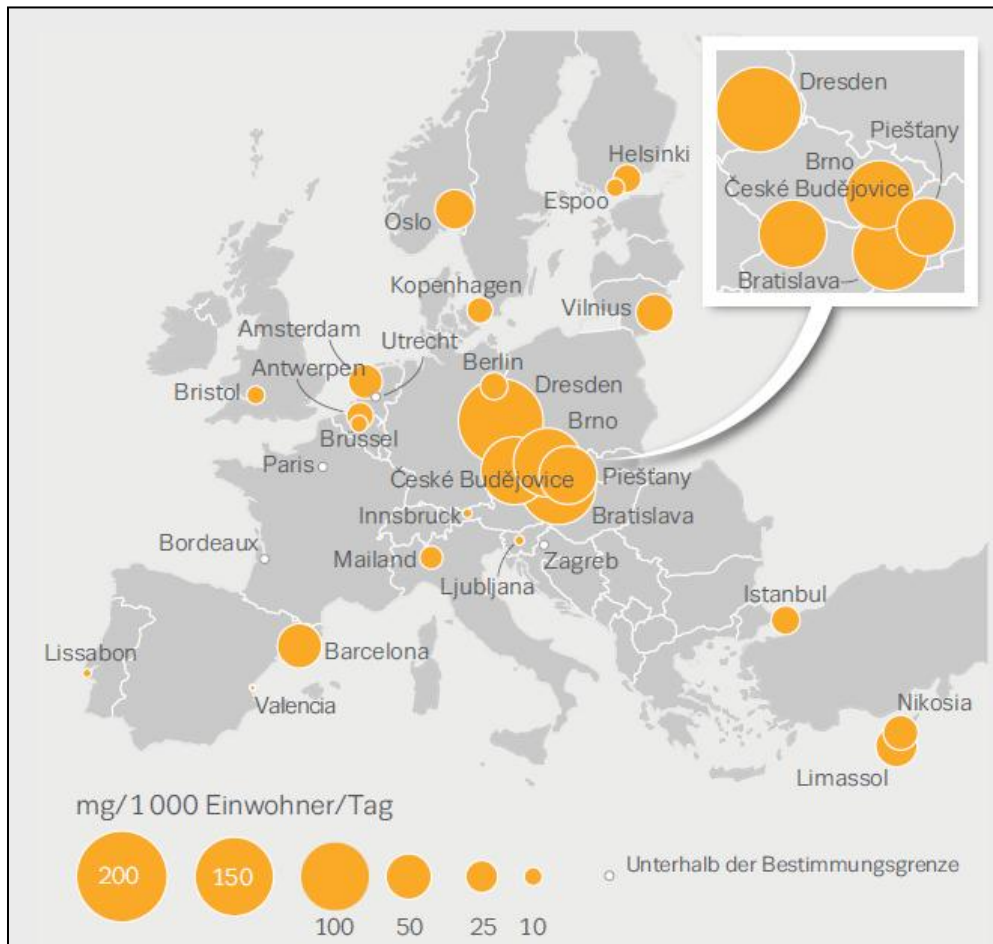 Dresden
Piešťany
Brno
České Budějovice
Bratislava
Helsinki
Espoo
Oslo
Kopenhagen
Vilnius
Amsterdam
Utrecht
Antwerpen
Berlin
Dresden
Bristol
Brno
Brüssel
Paris
České Budějovice
Piešťany
Innsbruck
Bratislava
Bordeaux
Mailand
Zagreb
Ljubljana
Istanbul
Lissabon
Barcelona
Valencia
Nikosia
Limassol
mg/1 000 Einwohner/Tag
200
150
100
50
25
10
Unterhalb der Bestimmungsgrenze